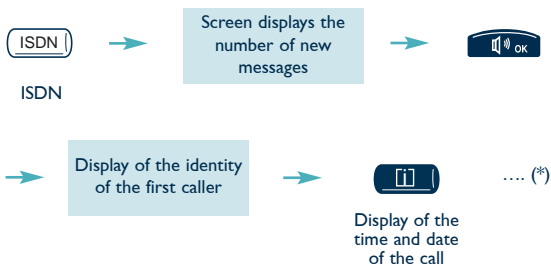 ISDN
Screen displays the
number of new
messages
OK
ISDN
Display of the identity
of the first caller
[i]
.... (*)
Display of the
time and date
of the call